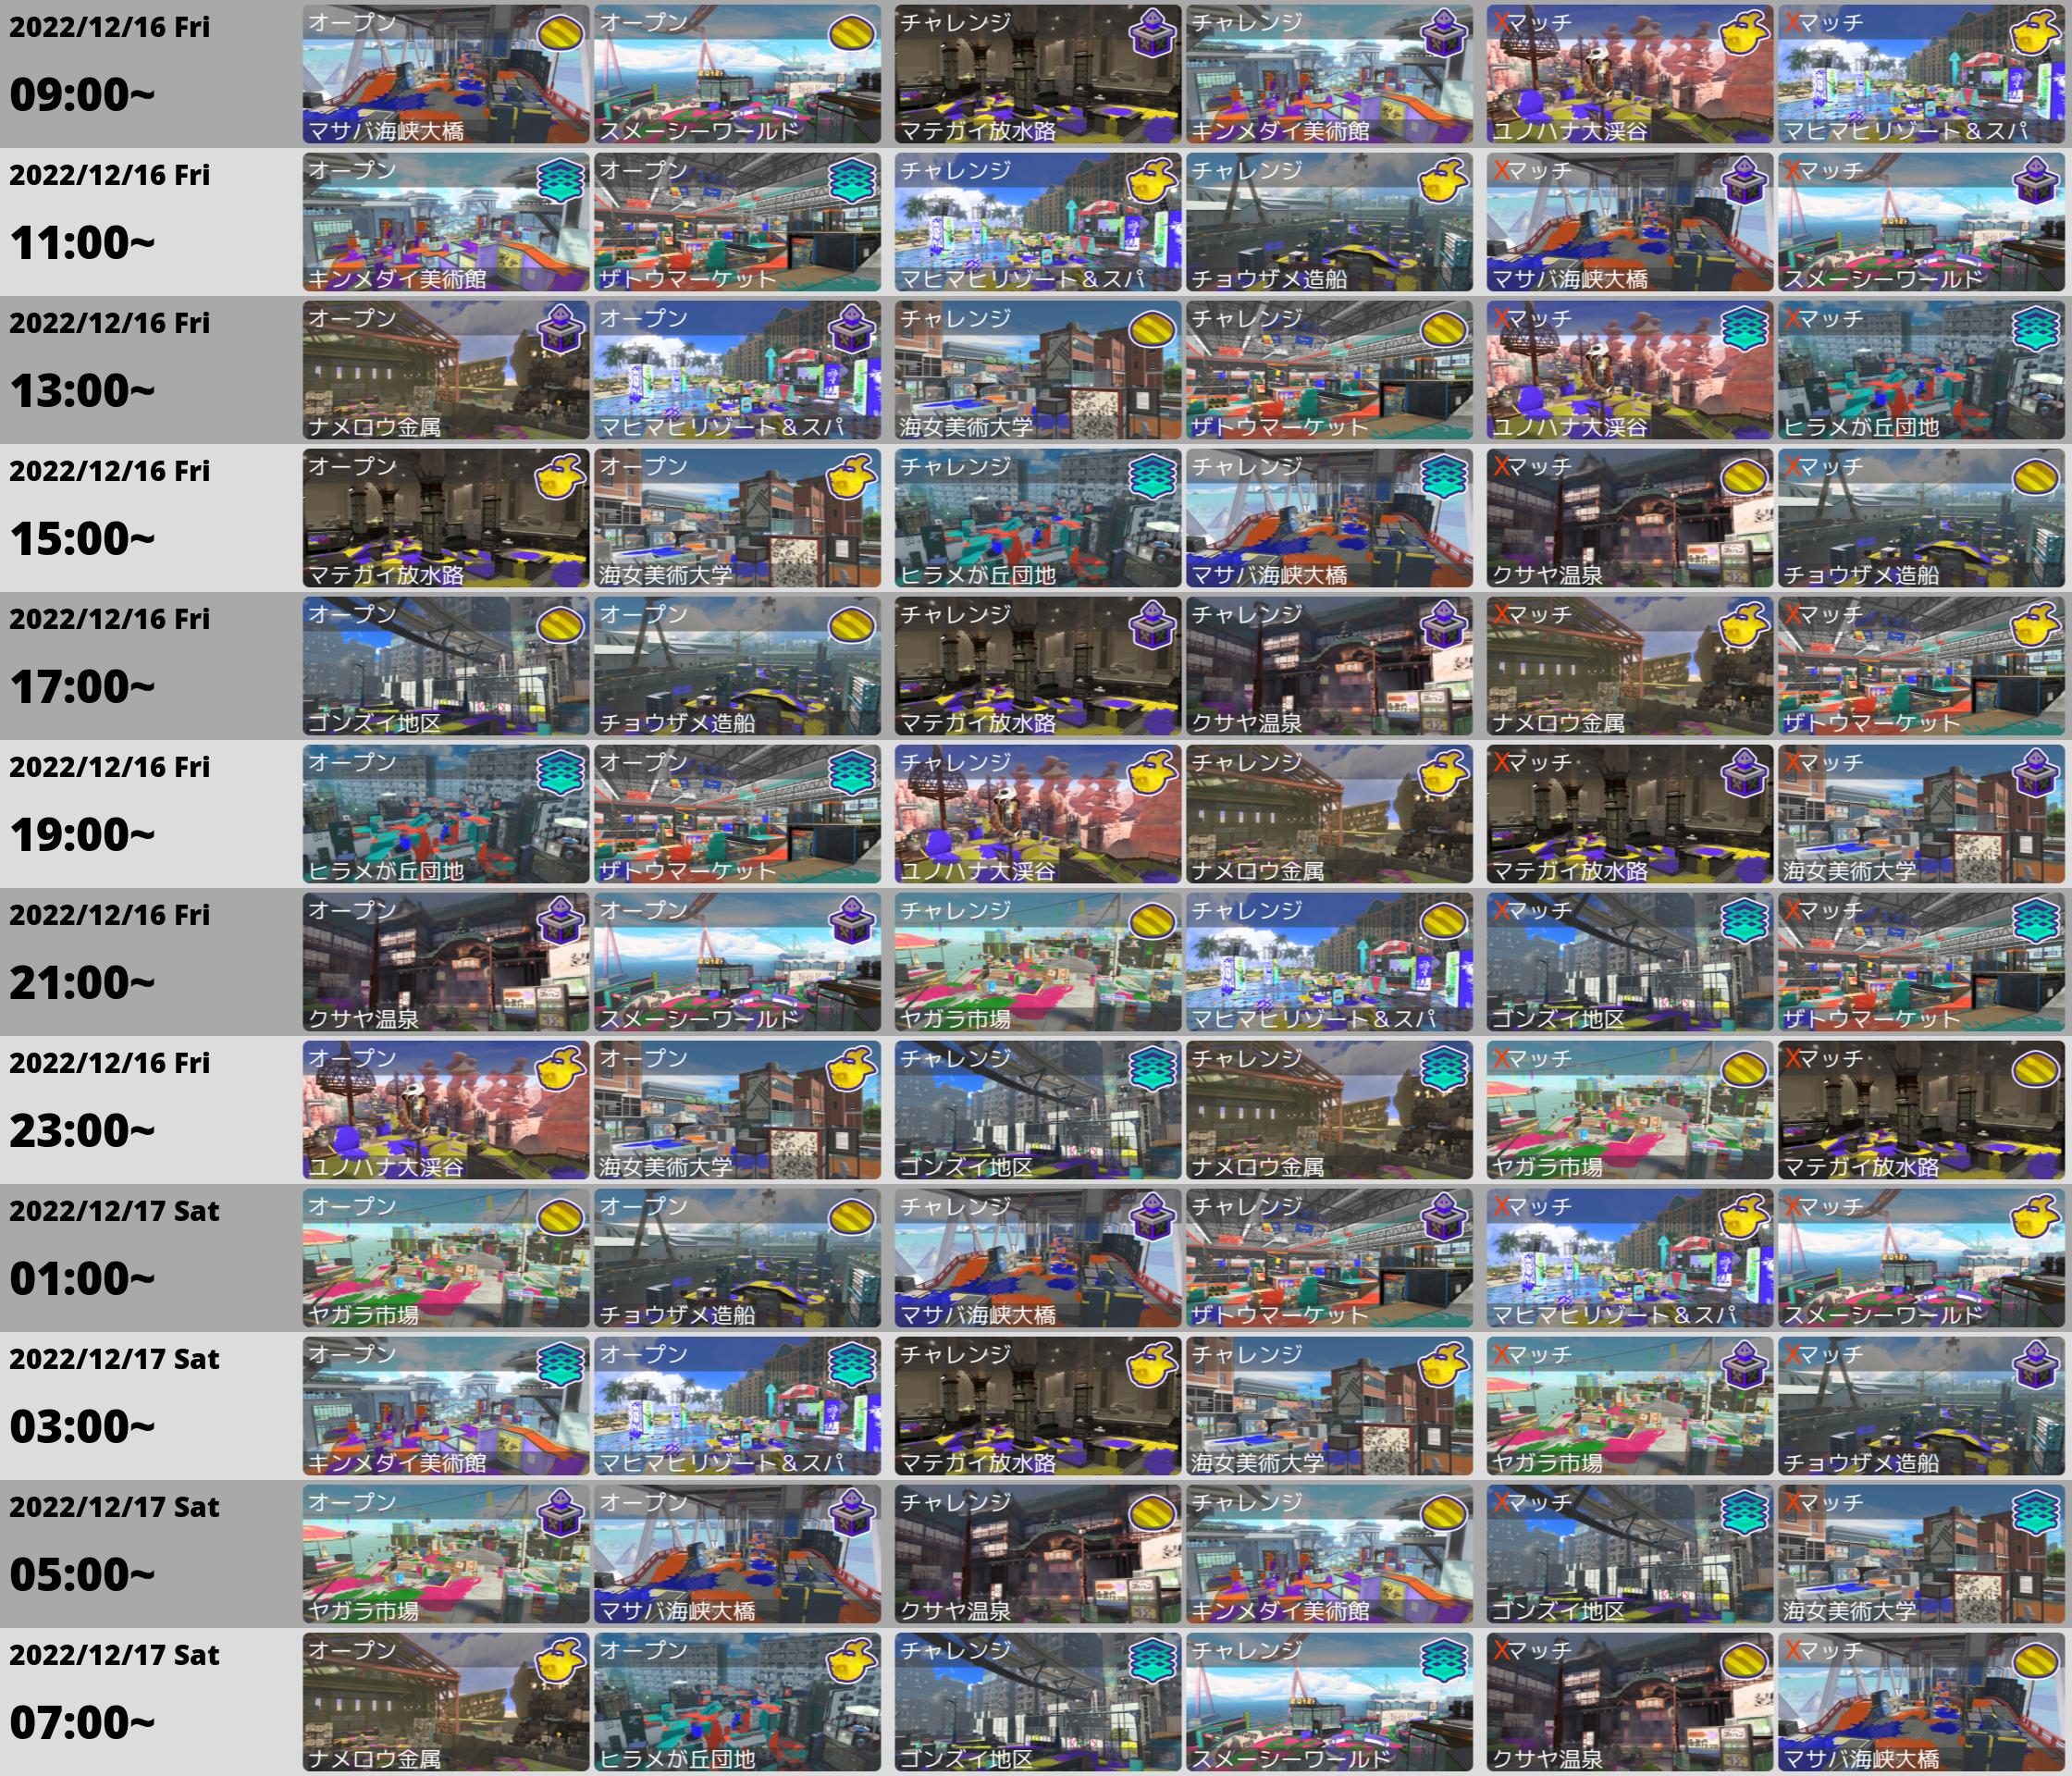 2022/12/16 Fri
09:00~
オープン オープン チャレンジ チャレンジ Xマッチ Xマッチ
マサバ海峡大橋 スメーシーワールド マテガイ放水路 キンメダイ美術館 ユノハナ大渓谷 マヒマヒリゾート＆スパ
2022/12/16 Fri
11:00~
オープン オープン チャレンジ チャレンジ Xマッチ Xマッチ
キンメダイ美術館 ザトウマーケット マヒマヒリゾート＆スパ チョウザメ造船 マサバ海峡大橋 スメーシーワールド
2022/12/16 Fri
13:00~
オープン オープン チャレンジ チャレンジ Xマッチ Xマッチ
ナメロウ金属 マヒマヒリゾート＆スパ 海女美術大学 ザトウマーケット ユノハナ大渓谷 ヒラメが丘団地
2022/12/16 Fri
15:00~
オープン オープン チャレンジ チャレンジ Xマッチ Xマッチ
マテガイ放水路 海女美術大学 ヒラメが丘団地 マサバ海峡大橋 クサヤ温泉 チョウザメ造船
2022/12/16 Fri
17:00~
オープン オープン チャレンジ チャレンジ Xマッチ Xマッチ
ゴンズイ地区 チョウザメ造船 マテガイ放水路 クサヤ温泉 ナメロウ金属 ザトウマーケット
2022/12/16 Fri
19:00~
オープン オープン チャレンジ チャレンジ Xマッチ Xマッチ
ヒラメが丘団地 ザトウマーケット ユノハナ大渓谷 ナメロウ金属 マテガイ放水路 海女美術大学
2022/12/16 Fri
21:00~
オープン オープン チャレンジ チャレンジ Xマッチ Xマッチ
クサヤ温泉 スメーシーワールド ヤガラ市場 マヒマヒリゾート＆スパ ゴンズイ地区 ザトウマーケット
2022/12/16 Fri
23:00~
オープン オープン チャレンジ チャレンジ Xマッチ Xマッチ
ユノハナ大渓谷 海女美術大学 ゴンズイ地区 ナメロウ金属 ヤガラ市場 マテガイ放水路
2022/12/17 Sat
01:00~
オープン オープン チャレンジ チャレンジ Xマッチ Xマッチ
ヤガラ市場 チョウザメ造船 マサバ海峡大橋 ザトウマーケット マヒマヒリゾート＆スパ スメーシーワールド
2022/12/17 Sat
03:00~
オープン オープン チャレンジ チャレンジ Xマッチ Xマッチ
キンメダイ美術館 マヒマヒリゾート＆スパ マテガイ放水路 海女美術大学 ヤガラ市場 チョウザメ造船
2022/12/17 Sat
05:00~
オープン オープン チャレンジ チャレンジ Xマッチ Xマッチ
ヤガラ市場 マサバ海峡大橋 クサヤ温泉 キンメダイ美術館 ゴンズイ地区 海女美術大学
2022/12/17 Sat
07:00~
オープン オープン チャレンジ チャレンジ Xマッチ Xマッチ
ナメロウ金属 ヒラメが丘団地 ゴンズイ地区 スメーシーワールド クサヤ温泉 マサバ海峡大橋